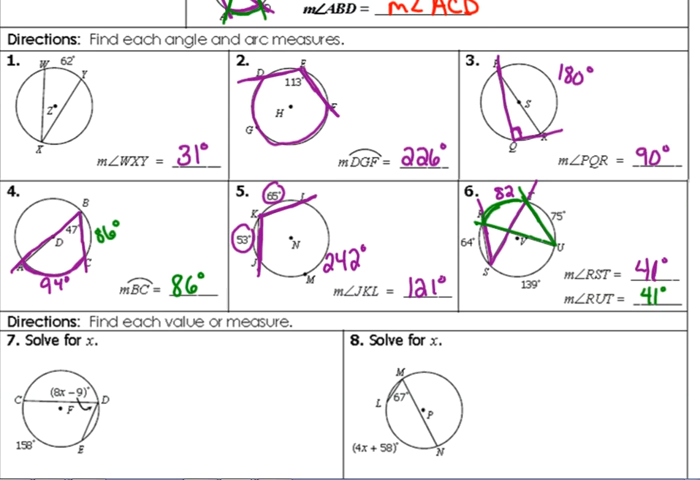 m∠ABD = m∠ACD
Directions: Find each angle and arc measures.
1.
W 62° Y
Z
X
m∠WXY = 31°
2.
D E
113°
H F
G
mDGF = 226°
3.
P
180°
S
Q R
m∠PQR = 90°
4.
B
47° 86°
D
A C
94°
mBC = 86°
5.
65° L
K
53° N
J M
242°
m∠JKL = 121°
6.
82 T
R 75°
64° V U
S
139°
m∠RST = 41°
m∠RUT = 41°
Directions: Find each value or measure.
7. Solve for x.
(8x – 9)°
C D
F
158° E
8. Solve for x.
M
67°
L P
(4x + 58)° N